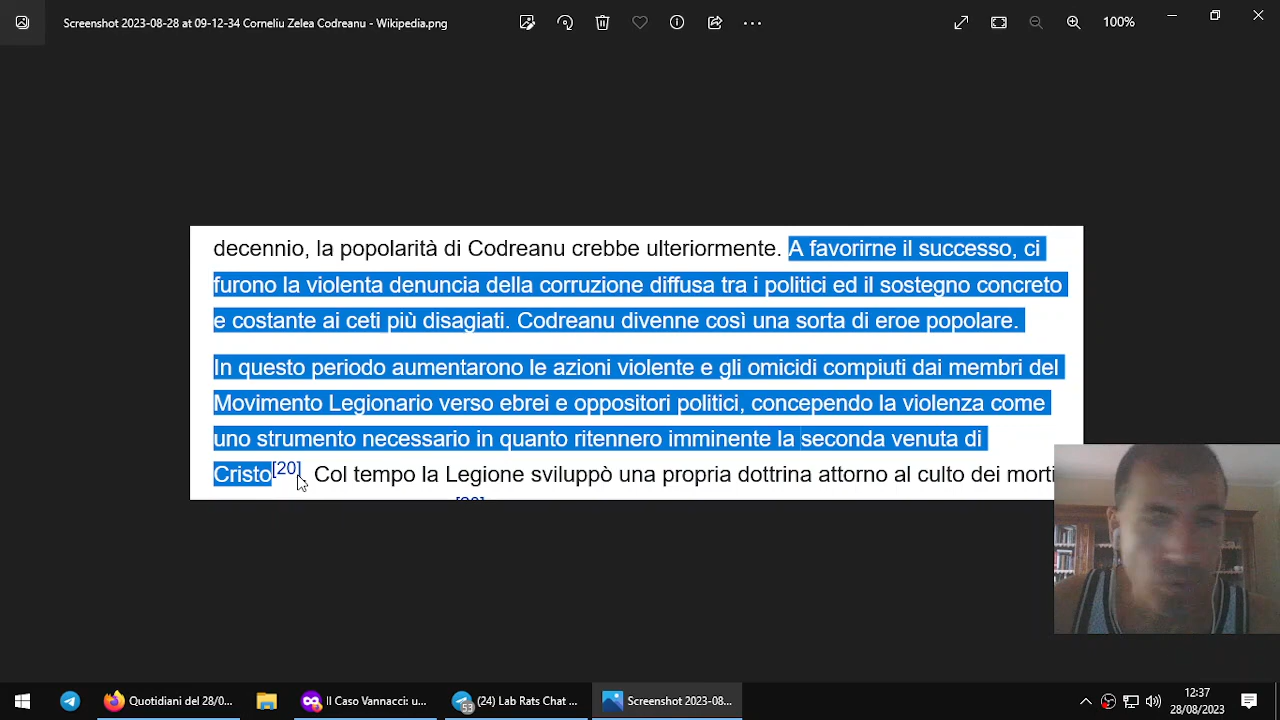 Screenshot 2023-08-28 at 09-12-34 Corneliu Zelea Codreanu - Wikipedia.png
100%
decennio, la popolarità di Codreanu crebbe ulteriormente. A favorirne il successo, ci
furono la violenta denuncia della corruzione diffusa tra i politici ed il sostegno concreto
e costante ai ceti più disagiati. Codreanu divenne così una sorta di eroe popolare.
In questo periodo aumentarono le azioni violente e gli omicidi compiuti dai membri del
Movimento Legionario verso ebrei e oppositori politici, concependo la violenza come
uno strumento necessario in quanto ritennero imminente la seconda venuta di
Cristo[20]. Col tempo la Legione sviluppò una propria dottrina attorno al culto dei morti
Quotidiani del 28/0...
Il Caso Vannacci: u...
53
(24) Lab Rats Chat ...
Screenshot 2023-08...
12:37
28/08/2023